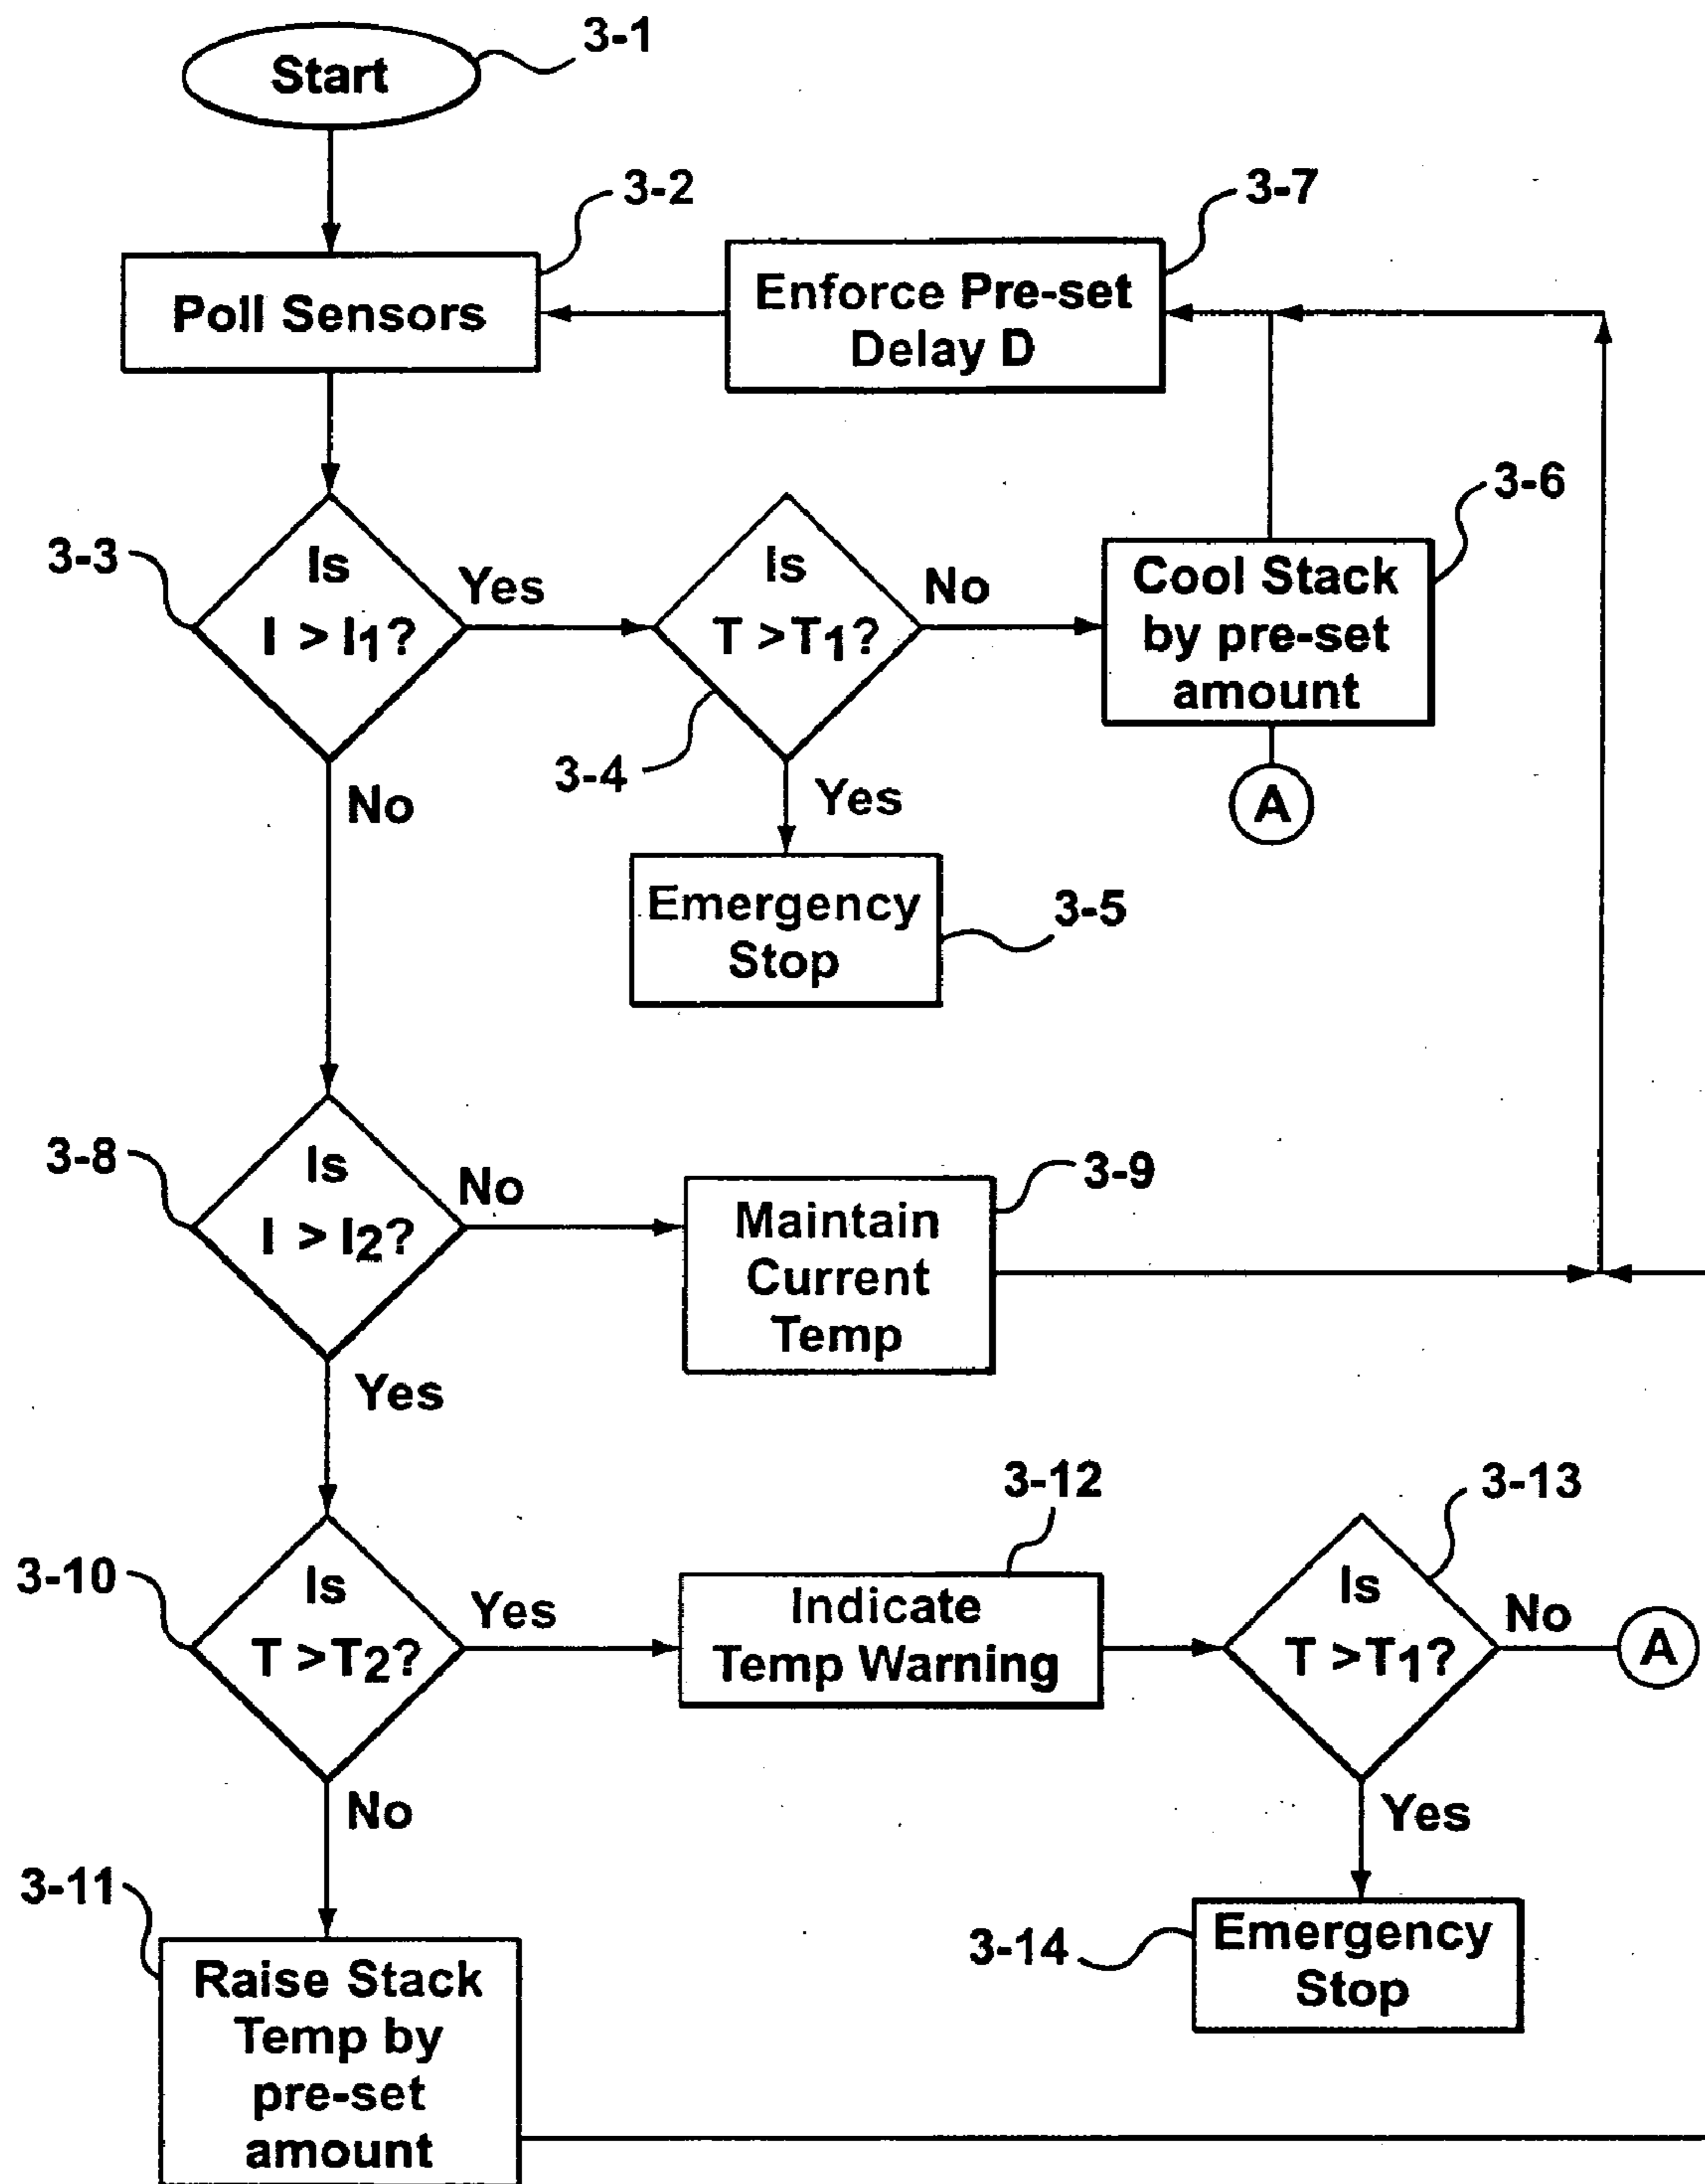 Start
3-1
3-2
Poll Sensors
3-7
Enforce Pre-set
Delay D
3-3
Is
I > I1?
Yes
3-4
Is
T >T1?
No
3-6
Cool Stack
by pre-set
amount
A
No
Yes
Emergency
Stop
3-5
3-8
Is
I > I2?
No
3-9
Maintain
Current
Temp
Yes
3-10
Is
T >T2?
Yes
3-12
Indicate
Temp Warning
3-13
Is
T >T1?
No
A
No
Yes
3-11
Raise Stack
Temp by
pre-set
amount
3-14
Emergency
Stop